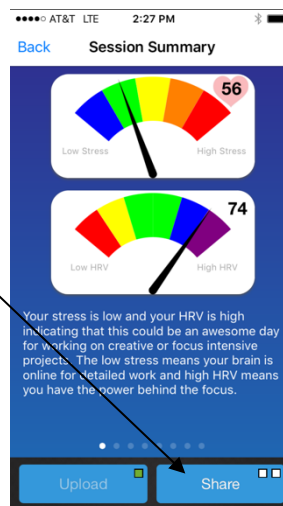 AT&T LTE 2:27 PM
Back Session Summary
56
Low Stress High Stress
74
Low HRV High HRV
Your stress is low and your HRV is high
indicating that this could be an awesome day
for working on creative or focus intensive
projects. The low stress means your brain is
online for detailed work and high HRV means
you have the power behind the focus.
Upload Share